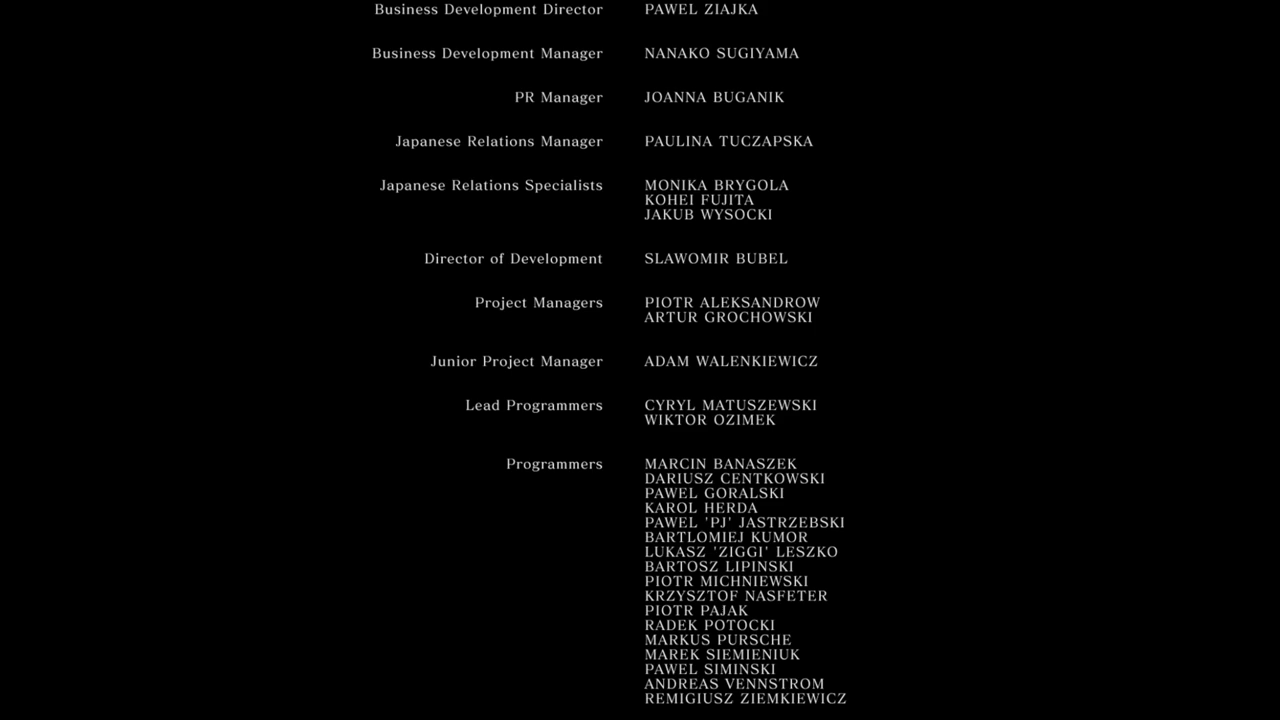 Business Development Director PAWEL ZIAJKA
Business Development Manager NANAKO SUGIYAMA
PR Manager JOANNA BUGANIK
Japanese Relations Manager PAULINA TUCZAPSKA
Japanese Relations Specialists MONIKA BRYGOLA
KOHEI FUJITA
JAKUB WYSOCKI
Director of Development SLAWOMIR BUBEL
Project Managers PIOTR ALEKSANDROW
ARTUR GROCHOWSKI
Junior Project Manager ADAM WALENKIEWICZ
Lead Programmers CYRYL MATUSZEWSKI
WIKTOR OZIMEK
Programmers MARCIN BANASZEK
DARIUSZ CENTKOWSKI
PAWEL GORALSKI
KAROL HERDA
PAWEL 'PJ' JASTRZEBSKI
BARTLOMIEJ KUMOR
LUKASZ 'ZIGGI' LESZKO
BARTOSZ LIPINSKI
PIOTR MICHNIEWSKI
KRZYSZTOF NASFETER
PIOTR PAJAK
RADEK POTOCKI
MARKUS PURSCHE
MAREK SIEMIENIUK
PAWEL SIMINSKI
ANDREAS VENNSTROM
REMIGIUSZ ZIEMKIEWICZ